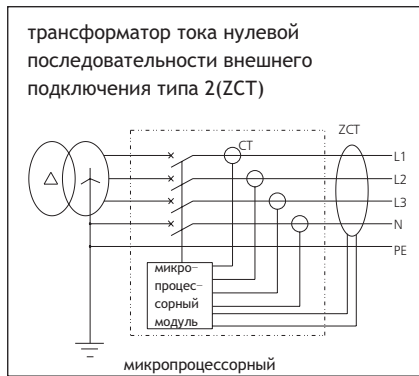 трансформатор тока нулевой
последовательности внешнего
подключения типа 2(ZCT)
ZCT
CT
L1
L2
L3
N
PE
микро-
процес-
сорный
модуль
микропроцессорный